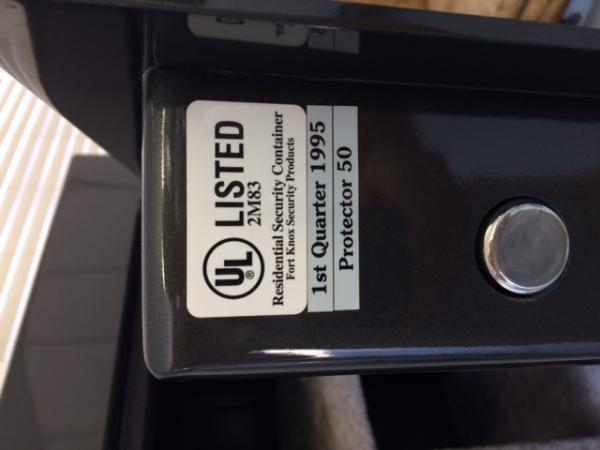 UL® LISTED
2M83
Residential Security Container
Fort Knox Security Products
1st Quarter 1995
Protector 50